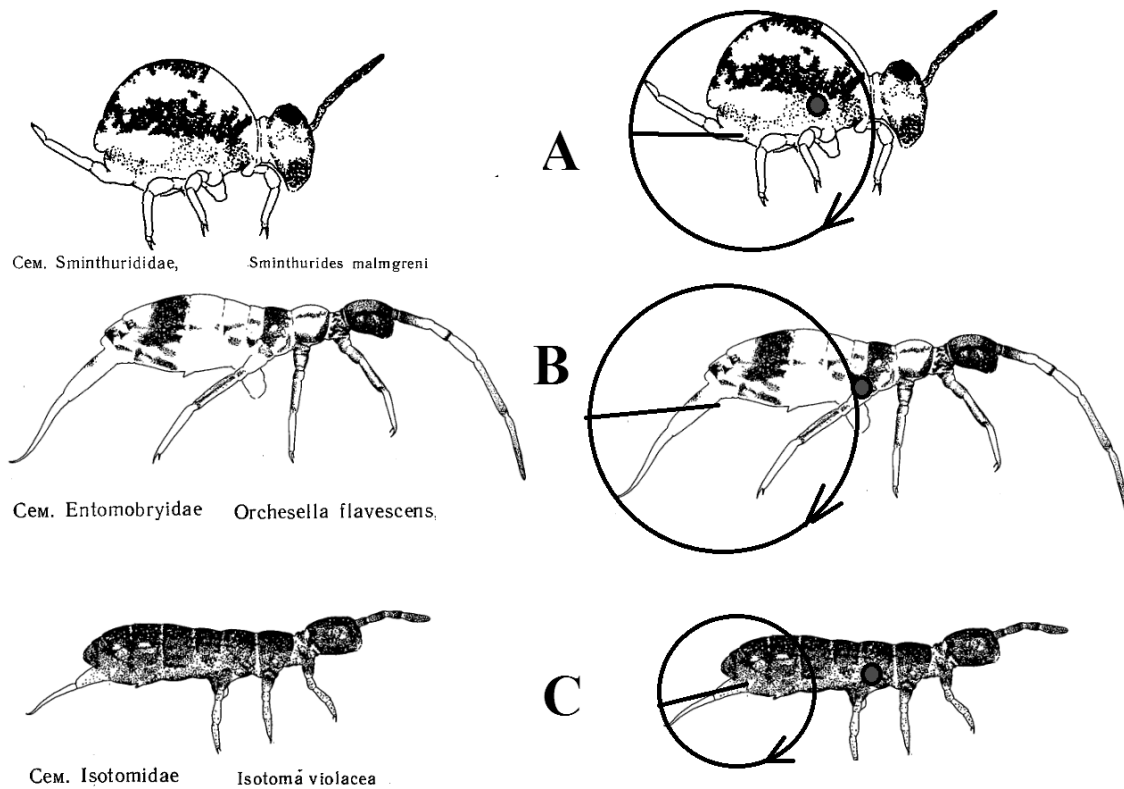 A
Сем. Sminthurididae, Sminthurides malmgreni
B
Сем. Entomobryidae Orchesella flavescens,
C
Сем. Isotomidae Isotoma violacea